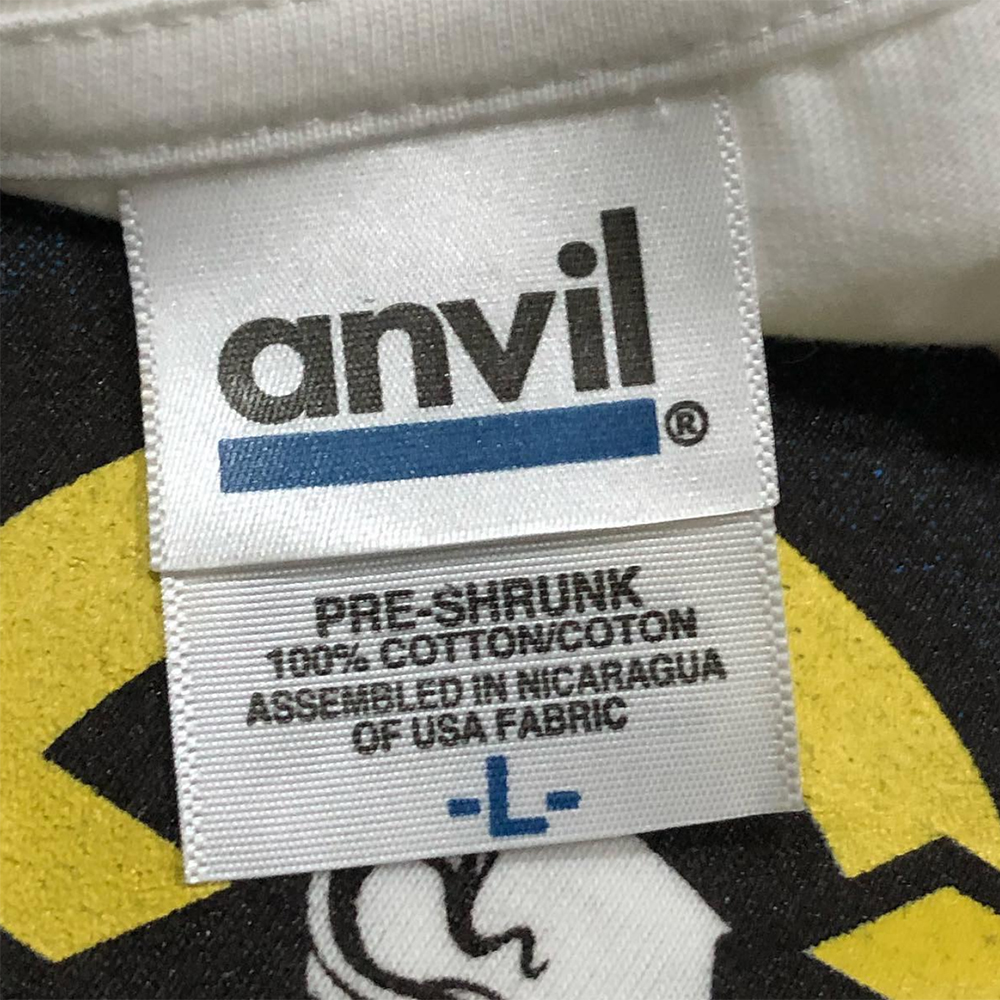 anvil®
PRE-SHRUNK
100% COTTON/COTON
ASSEMBLED IN NICARAGUA
OF USA FABRIC
-L-